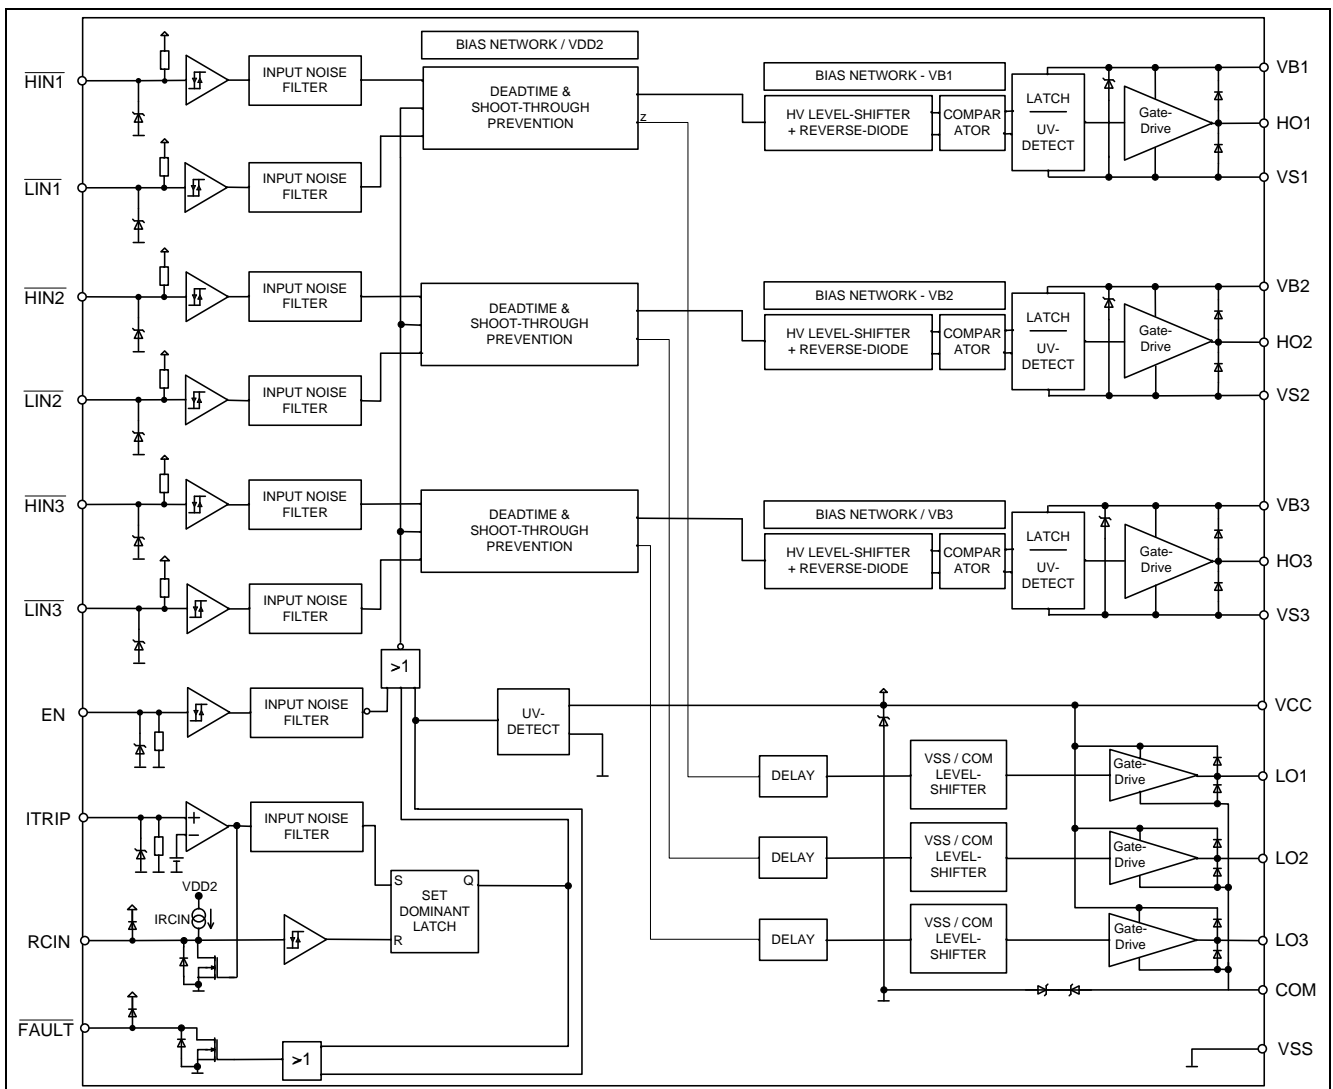 BIAS NETWORK / VDD2
HIN1
INPUT NOISE
FILTER
DEADTIME &
SHOOT-THROUGH
PREVENTION
Z
BIAS NETWORK - VB1
HV LEVEL-SHIFTER
+ REVERSE-DIODE
COMPAR
ATOR
LATCH
UV-
DETECT
Gate-
Drive
VB1
HO1
VS1
LIN1
INPUT NOISE
FILTER
HIN2
INPUT NOISE
FILTER
DEADTIME &
SHOOT-THROUGH
PREVENTION
BIAS NETWORK - VB2
HV LEVEL-SHIFTER
+ REVERSE-DIODE
COMPAR
ATOR
LATCH
UV-
DETECT
Gate-
Drive
VB2
HO2
VS2
LIN2
INPUT NOISE
FILTER
HIN3
INPUT NOISE
FILTER
DEADTIME &
SHOOT-THROUGH
PREVENTION
BIAS NETWORK / VB3
HV LEVEL-SHIFTER
+ REVERSE-DIODE
COMPAR
ATOR
LATCH
UV-
DETECT
Gate-
Drive
VB3
HO3
VS3
LIN3
INPUT NOISE
FILTER
>1
EN
INPUT NOISE
FILTER
UV-
DETECT
VCC
DELAY
VSS / COM
LEVEL-
SHIFTER
Gate-
Drive
LO1
ITRIP
+
−
INPUT NOISE
FILTER
DELAY
VSS / COM
LEVEL-
SHIFTER
Gate-
Drive
LO2
VDD2
IRCIN
S
Q
R
SET
DOMINANT
LATCH
RCIN
DELAY
VSS / COM
LEVEL-
SHIFTER
Gate-
Drive
LO3
COM
FAULT
>1
VSS